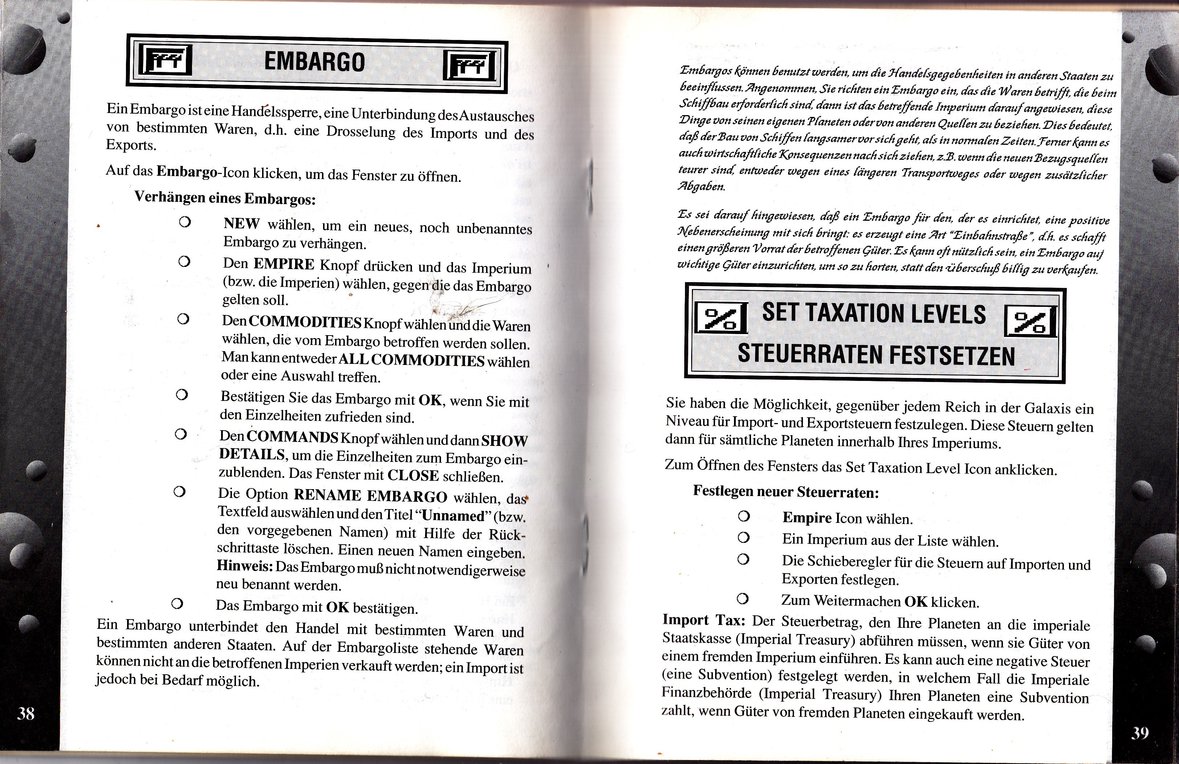 EMBARGO
Ein Embargo ist eine Handelssperre, eine Unterbindung des Austausches
von bestimmten Waren, d.h. eine Drosselung des Imports und des
Exports.
Auf das Embargo-Icon klicken, um das Fenster zu öffnen.
Verhängen eines Embargos:
❍ NEW wählen, um ein neues, noch unbenanntes
Embargo zu verhängen.
❍ Den EMPIRE Knopf drücken und das Imperium
(bzw. die Imperien) wählen, gegen die das Embargo
gelten soll.
❍ Den COMMODITIES Knopf wählen und die Waren
wählen, die vom Embargo betroffen werden sollen.
Man kann entweder ALL COMMODITIES wählen
oder eine Auswahl treffen.
❍ Bestätigen Sie das Embargo mit OK, wenn Sie mit
den Einzelheiten zufrieden sind.
❍ Den COMMANDS Knopf wählen und dann SHOW
DETAILS, um die Einzelheiten zum Embargo ein-
zublenden. Das Fenster mit CLOSE schließen.
❍ Die Option RENAME EMBARGO wählen, das
Textfeld auswählen und den Titel “Unnamed” (bzw.
den vorgegebenen Namen) mit Hilfe der Rück-
schrittaste löschen. Einen neuen Namen eingeben.
Hinweis: Das Embargo muß nicht notwendigerweise
neu benannt werden.
❍ Das Embargo mit OK bestätigen.
Ein Embargo unterbindet den Handel mit bestimmten Waren und
bestimmten anderen Staaten. Auf der Embargoliste stehende Waren
können nicht an die betroffenen Imperien verkauft werden; ein Import ist
jedoch bei Bedarf möglich.
38
Embargos können benutzt werden, um die Handelsgegebenheiten in anderen Staaten zu
beeinflussen. Angenommen, Sie richten ein Embargo ein, das die Waren betrifft, die beim
Schiffbau erforderlich sind, dann ist das betreffende Imperium darauf angewiesen, diese
Dinge von seinen eigenen Planeten oder von anderen Quellen zu beziehen. Dies bedeutet,
daß der Bau von Schiffen langsamer vor sich geht, als in normalen Zeiten. Ferner kann es
auch wirtschaftliche Konsequenzen nach sich ziehen, z.B. wenn die neuen Bezugsquellen
teurer sind, entweder wegen eines längeren Transportweges oder wegen zusätzlicher
Abgaben.
Es sei darauf hingewiesen, daß ein Embargo für den, der es einrichtet, eine positive
Nebenerscheinung mit sich bringt: es erzeugt eine Art “Einbahnstraße”, d.h. es schafft
einen größeren Vorrat der betroffenen Güter. Es kann oft nützlich sein, ein Embargo auf
wichtige Güter einzurichten, um so zu horten, statt den Überschuß billig zu verkaufen.
SET TAXATION LEVELS
STEUERRATEN FESTSETZEN
Sie haben die Möglichkeit, gegenüber jedem Reich in der Galaxis ein
Niveau für Import- und Exportsteuern festzulegen. Diese Steuern gelten
dann für sämtliche Planeten innerhalb Ihres Imperiums.
Zum Öffnen des Fensters das Set Taxation Level Icon anklicken.
Festlegen neuer Steuerraten:
❍ Empire Icon wählen.
❍ Ein Imperium aus der Liste wählen.
❍ Die Schieberegler für die Steuern auf Importen und
Exporten festlegen.
❍ Zum Weitermachen OK klicken.
Import Tax: Der Steuerbetrag, den Ihre Planeten an die imperiale
Staatskasse (Imperial Treasury) abführen müssen, wenn sie Güter von
einem fremden Imperium einführen. Es kann auch eine negative Steuer
(eine Subvention) festgelegt werden, in welchem Fall die Imperiale
Finanzbehörde (Imperial Treasury) Ihren Planeten eine Subvention
zahlt, wenn Güter von fremden Planeten eingekauft werden.
39